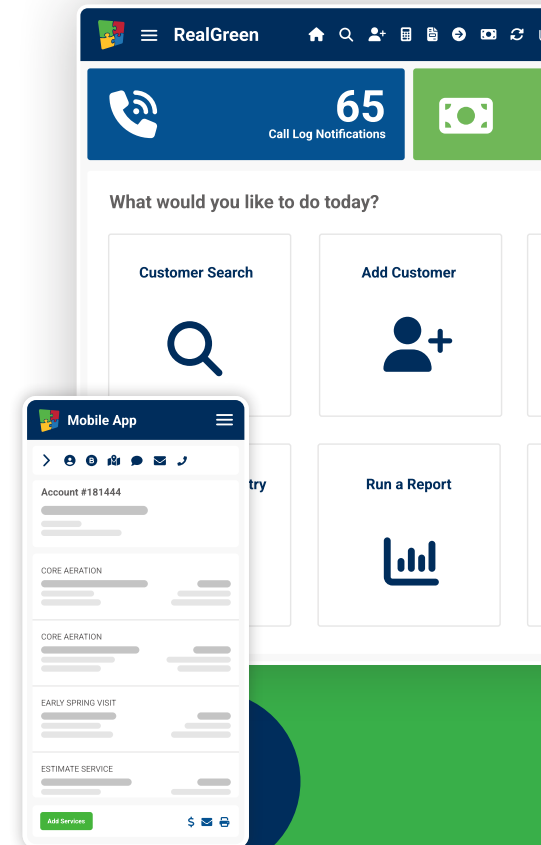 RealGreen
65
Call Log Notifications
What would you like to do today?
Customer Search
Add Customer
try
Run a Report
Mobile App
Account #181444
CORE AERATION
CORE AERATION
EARLY SPRING VISIT
ESTIMATE SERVICE
Add Services
$